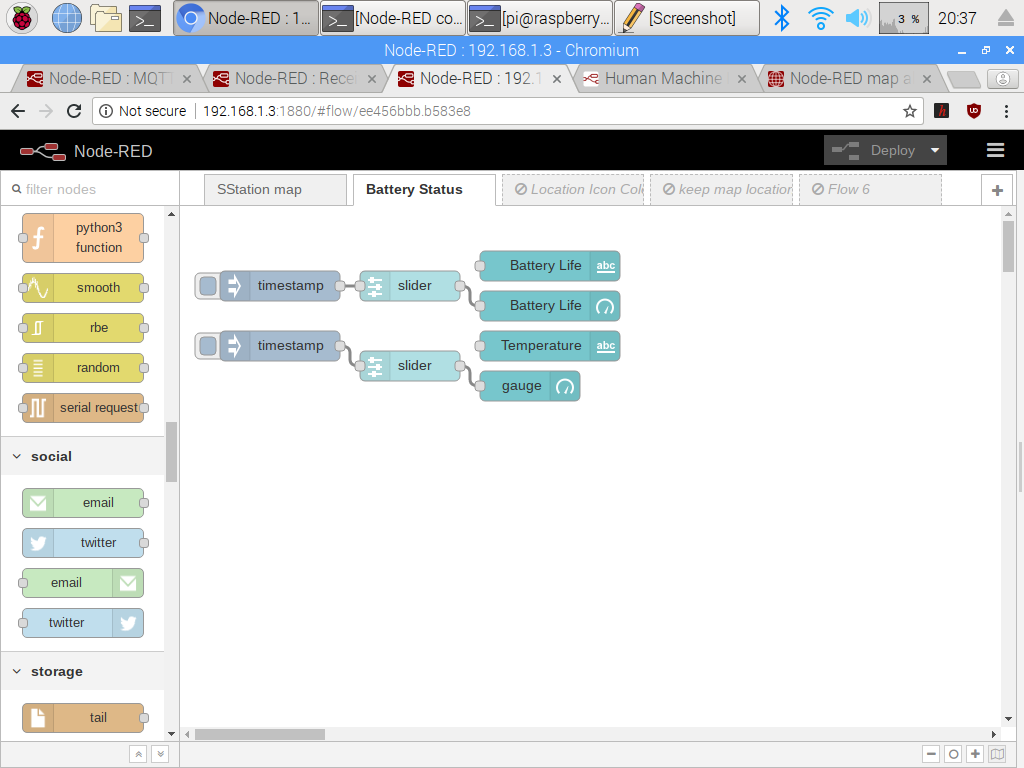 Node-RED : 1...
[Node-RED co...
[pi@raspberry...
[Screenshot]
3 %
20:37
Node-RED : 192.168.1.3 - Chromium
Node-RED : MQTT
Node-RED : Recei
Node-RED : 192.1
Human Machine
Node-RED map a
Not secure
192.168.1.3:1880/#flow/ee456bbb.b583e8
Node-RED
Deploy
filter nodes
SStation map
Battery Status
Location Icon Col
keep map location
Flow 6
python3
function
smooth
rbe
random
serial request
social
email
twitter
email
twitter
storage
tail
timestamp
slider
Battery Life
abc
Battery Life
timestamp
slider
Temperature
abc
gauge